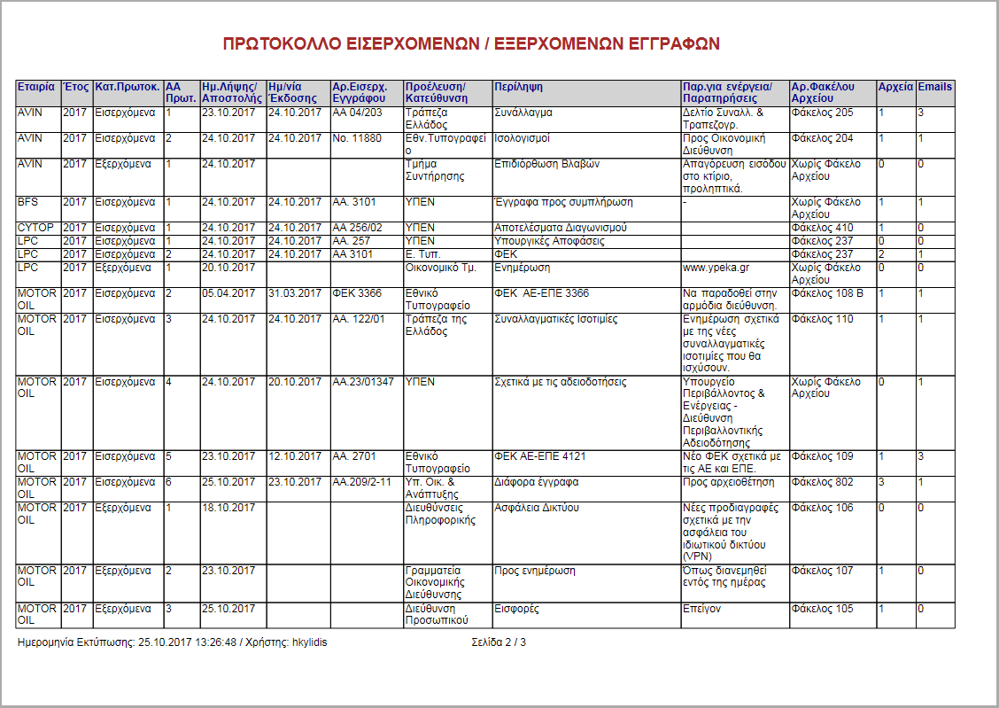 ΠΡΩΤΟΚΟΛΛΟ ΕΙΣΕΡΧΟΜΕΝΩΝ / ΕΞΕΡΧΟΜΕΝΩΝ ΕΓΓΡΑΦΩΝ
Εταιρία Έτος Κατ.Πρωτοκ. ΑΑ Ημ.Λήψης/ Ημ/νία Αρ.Εισερχ. Προέλευση/ Περίληψη Παρ.για ενέργεια/ Αρ.Φακέλου Αρχεία Emails
Πρωτ. Αποστολής Έκδοσης Εγγράφου Κατεύθυνση Παρατηρήσεις Αρχείου
AVIN 2017 Εισερχόμενα 1 23.10.2017 24.10.2017 ΑΑ 04/203 Τράπεζα Συνάλλαγμα Δελτίο Συναλλ. & Φάκελος 205 1 3
Ελλάδος Τραπεζογρ.
AVIN 2017 Εισερχόμενα 2 24.10.2017 24.10.2017 No. 11880 Εθν.Τυπογραφεί Ισολογισμοί Προς Οικονομική Φάκελος 204 1 1
ο Διεύθυνση
AVIN 2017 Εξερχόμενα 1 24.10.2017 Τμήμα Επιδιόρθωση Βλαβών Απαγόρευση εισόδου Χωρίς Φάκελο 0 0
Συντήρησης στο κτίριο, Αρχείου
προληπτικά.
BFS 2017 Εισερχόμενα 1 24.10.2017 24.10.2017 ΑΑ. 3101 ΥΠΕΝ Έγγραφα προς συμπλήρωση - Χωρίς Φάκελο 1 1
Αρχείου
CYTOP 2017 Εισερχόμενα 1 24.10.2017 24.10.2017 ΑΑ 256/02 ΥΠΕΝ Αποτελέσματα Διαγωνισμού Φάκελος 410 1 0
LPC 2017 Εισερχόμενα 1 24.10.2017 24.10.2017 ΑΑ. 257 ΥΠΕΝ Υπουργικές Αποφάσεις Φάκελος 237 0 0
LPC 2017 Εισερχόμενα 2 24.10.2017 24.10.2017 ΑΑ 3101 Ε. Τυπ. ΦΕΚ Φάκελος 237 2 1
LPC 2017 Εξερχόμενα 1 20.10.2017 Οικονομικό Τμ. Ενημέρωση www.ypeka.gr Χωρίς Φάκελο 0 0
Αρχείου
MOTOR 2017 Εισερχόμενα 2 05.04.2017 31.03.2017 ΦΕΚ 3366 Εθνικό ΦΕΚ ΑΕ-ΕΠΕ 3366 Να παραδοθεί στην Φάκελος 108 Β 1 1
OIL Τυπογραφείο αρμόδια διεύθυνση.
MOTOR 2017 Εισερχόμενα 3 24.10.2017 24.10.2017 ΑΑ. 122/01 Τράπεζα της Συναλλαγματικές Ισοτιμίες Ενημέρωση σχετικά Φάκελος 110 1 1
OIL Ελλάδος με της νέες
συναλλαγματικές
ισοτιμίες που θα
ισχύσουν.
MOTOR 2017 Εισερχόμενα 4 24.10.2017 20.10.2017 ΑΑ.23/01347 ΥΠΕΝ Σχετικά με τις αδειοδοτήσεις Υπουργείο Χωρίς Φάκελο 0 1
OIL Περιβάλλοντος & Αρχείου
Ενέργειας -
Διεύθυνση
Περιβαλλοντικής
Αδειοδότησης
MOTOR 2017 Εισερχόμενα 5 23.10.2017 12.10.2017 ΑΑ. 2701 Εθνικό ΦΕΚ ΑΕ-ΕΠΕ 4121 Νέο ΦΕΚ σχετικά με Φάκελος 109 1 3
OIL Τυπογραφείο τις ΑΕ και ΕΠΕ.
MOTOR 2017 Εισερχόμενα 6 25.10.2017 23.10.2017 ΑΑ.209/2-11 Υπ. Οικ. & Διάφορα έγγραφα Προς αρχειοθέτηση Φάκελος 802 3 1
OIL Ανάπτυξης
MOTOR 2017 Εξερχόμενα 1 18.10.2017 Διευθύνσεις Ασφάλεια Δικτύου Νέες προδιαγραφές Φάκελος 106 0 0
OIL Πληροφορικής σχετικά με την
ασφάλεια του
ιδιωτικού δικτύου
(VPN)
MOTOR 2017 Εξερχόμενα 2 23.10.2017 Γραμματεία Προς ενημέρωση Όπως διανεμηθεί Φάκελος 107 1 0
OIL Οικονομικής εντός της ημέρας
Διεύθυνσης
MOTOR 2017 Εξερχόμενα 3 25.10.2017 Διεύθυνση Εισφορές Επείγον Φάκελος 105 1 0
OIL Προσωπικού
Ημερομηνία Εκτύπωσης: 25.10.2017 13:26:48 / Χρήστης: hkylidis Σελίδα 2 / 3